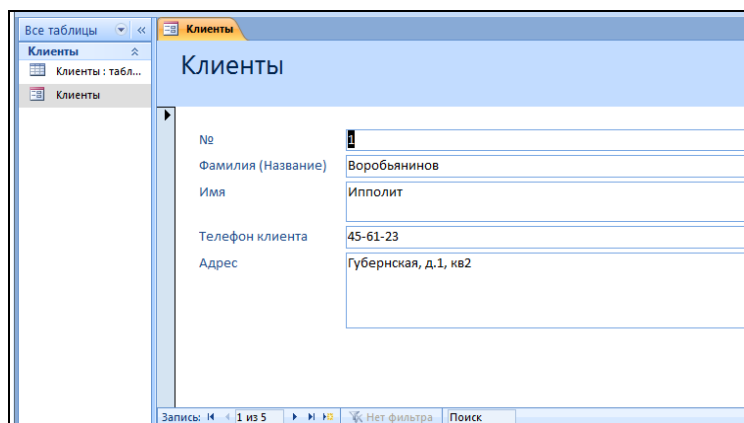 Все таблицы
Клиенты
Клиенты : табл...
Клиенты
Клиенты
Клиенты
№ 1
Фамилия (Название) Воробьянинов
Имя Ипполит
Телефон клиента 45-61-23
Адрес Губернская, д.1, кв2
Запись: 1 из 5 Нет фильтра Поиск